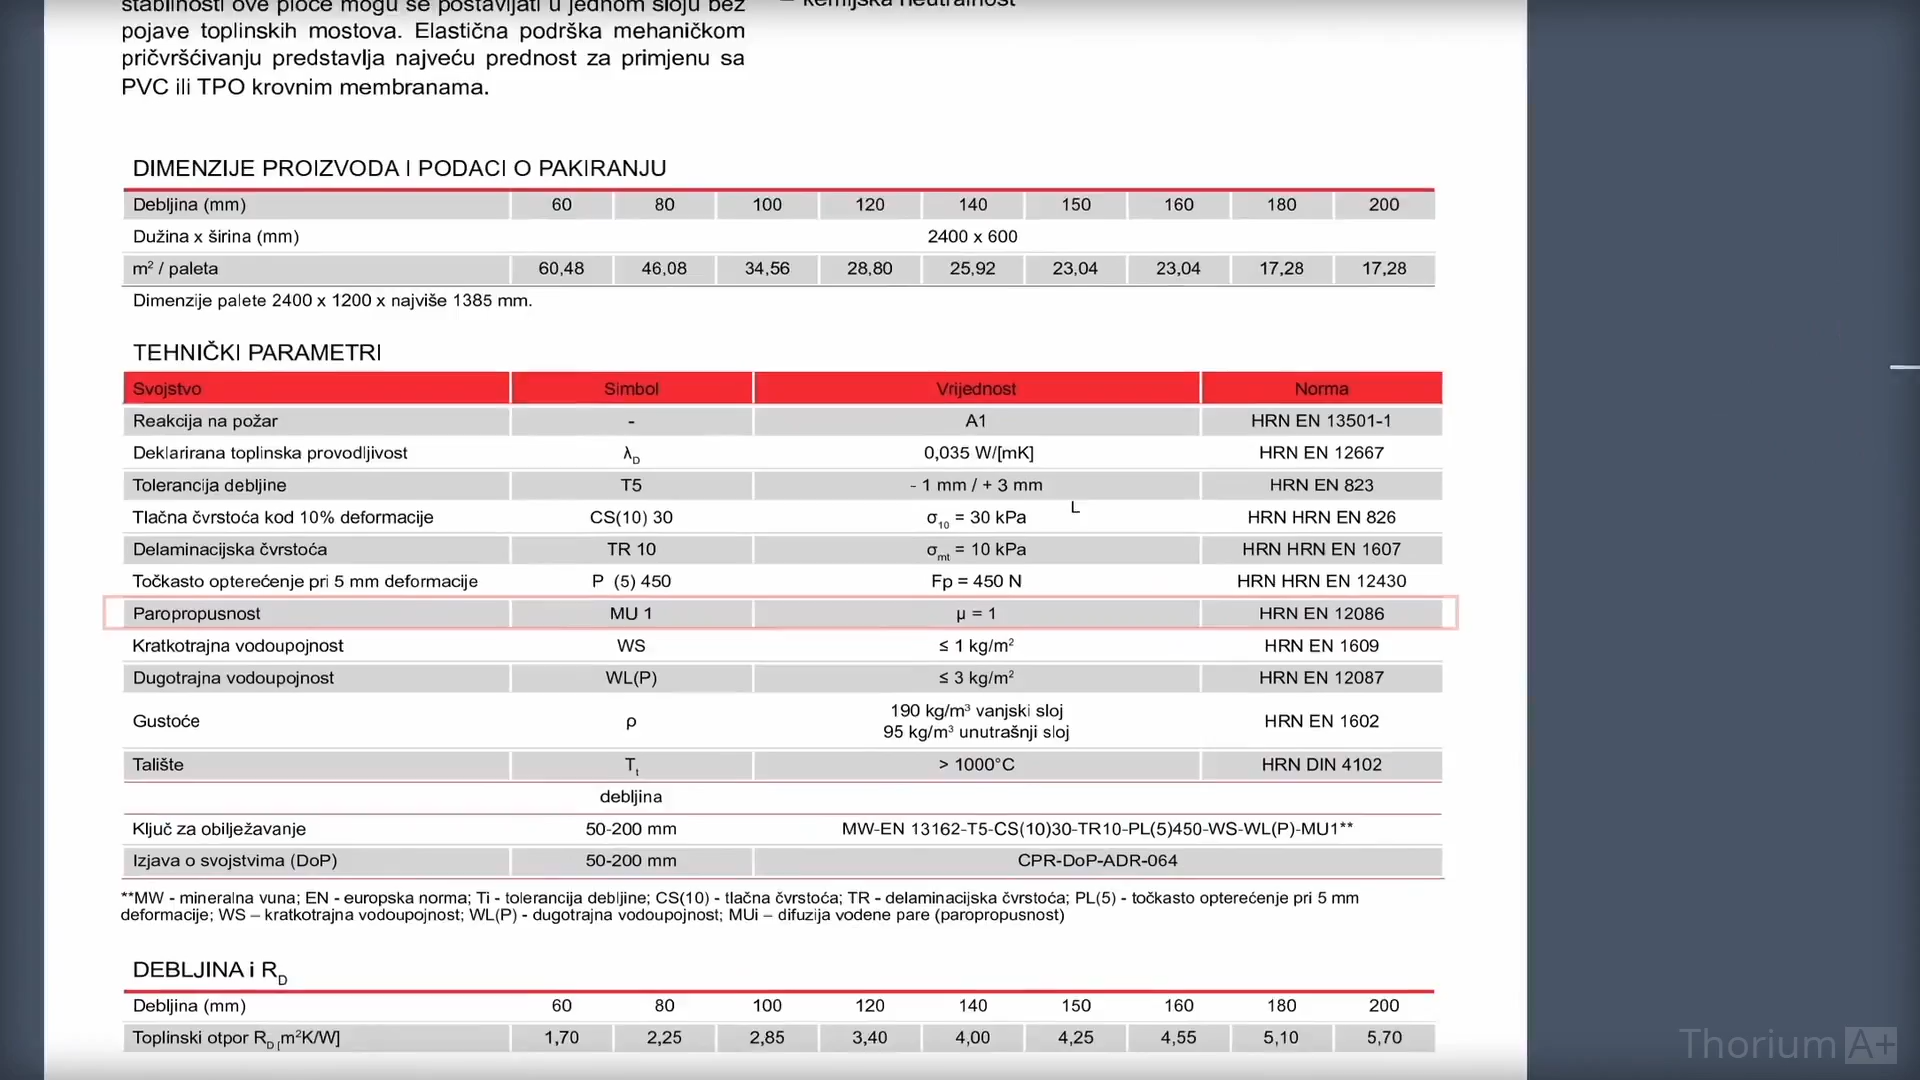 stabilnosti ove ploče mogu se postavljati u jednom sloju bez
pojave toplinskih mostova. Elastična podrška mehaničkom
pričvršćivanju predstavlja najveću prednost za primjenu sa
PVC ili TPO krovnim membranama.
– kemijska neutralnost
DIMENZIJE PROIZVODA I PODACI O PAKIRANJU
Debljina (mm) 60 80 100 120 140 150 160 180 200
Dužina x širina (mm) 2400 x 600
m² / paleta 60,48 46,08 34,56 28,80 25,92 23,04 23,04 17,28 17,28
Dimenzije palete 2400 x 1200 x najviše 1385 mm.
TEHNIČKI PARAMETRI
Svojstvo Simbol Vrijednost Norma
Reakcija na požar - A1 HRN EN 13501-1
Deklarirana toplinska provodljivost λD 0,035 W/[mK] HRN EN 12667
Tolerancija debljine T5 - 1 mm / + 3 mm HRN EN 823
Tlačna čvrstoća kod 10% deformacije CS(10) 30 σ10 = 30 kPa HRN HRN EN 826
Delaminacijska čvrstoća TR 10 σmt = 10 kPa HRN HRN EN 1607
Točkasto opterećenje pri 5 mm deformacije P L (5) 450 Fp = 450 N HRN HRN EN 12430
Paropropusnost MU 1 μ = 1 HRN EN 12086
Kratkotrajna vodoupojnost WS ≤ 1 kg/m² HRN EN 1609
Dugotrajna vodoupojnost WL(P) ≤ 3 kg/m² HRN EN 12087
Gustoće ρ 190 kg/m³ vanjski sloj HRN EN 1602
95 kg/m³ unutrašnji sloj
Talište Tt > 1000°C HRN DIN 4102
debljina
Ključ za obilježavanje 50-200 mm MW-EN 13162-T5-CS(10)30-TR10-PL(5)450-WS-WL(P)-MU1**
Izjava o svojstvima (DoP) 50-200 mm CPR-DoP-ADR-064
**MW - mineralna vuna; EN - europska norma; Ti - tolerancija debljine; CS(10) - tlačna čvrstoća; TR - delaminacijska čvrstoća; PL(5) - točkasto opterećenje pri 5 mm
deformacije; WS – kratkotrajna vodoupojnost; WL(P) - dugotrajna vodoupojnost; MUi – difuzija vodene pare (paropropusnost)
DEBLJINA i RD
Debljina (mm) 60 80 100 120 140 150 160 180 200
Toplinski otpor RD [m²K/W] 1,70 2,25 2,85 3,40 4,00 4,25 4,55 5,10 5,70
Thorium A+